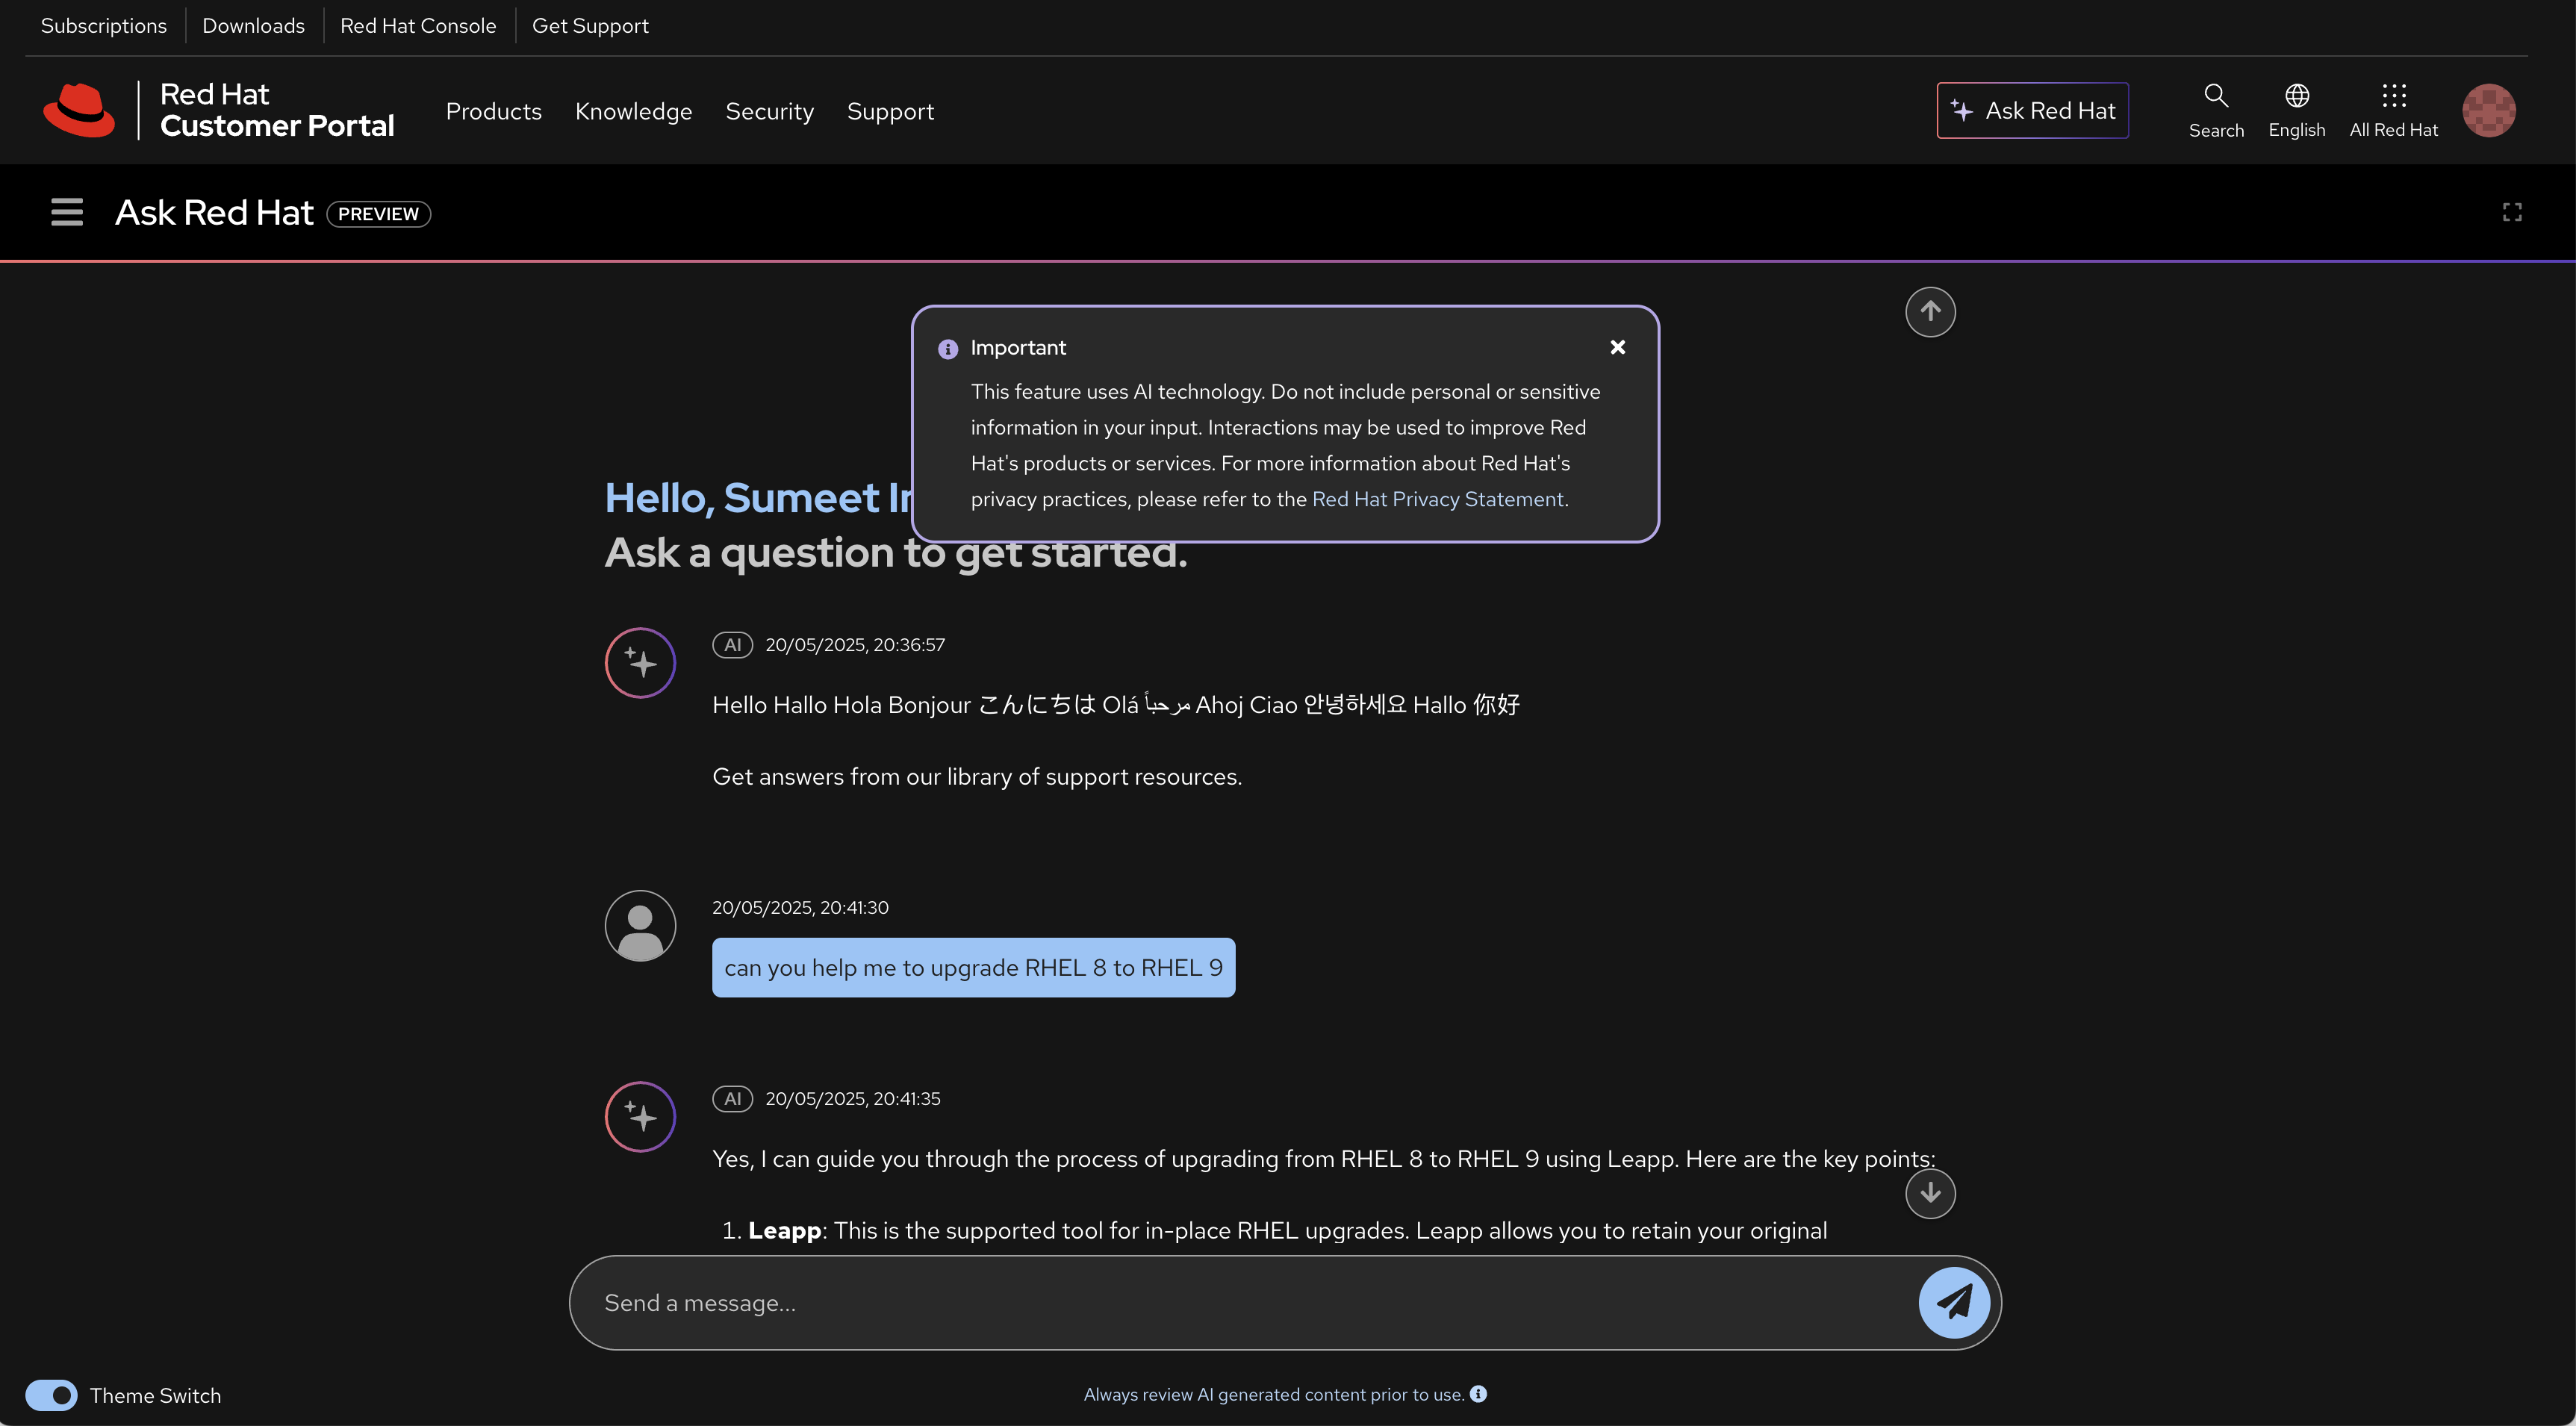 Subscriptions
Downloads
Red Hat Console
Get Support
Red Hat
Customer Portal
Products
Knowledge
Security
Support
Ask Red Hat
Search
English
All Red Hat
Ask Red Hat
PREVIEW
Important
This feature uses AI technology. Do not include personal or sensitive
information in your input. Interactions may be used to improve Red
Hat's products or services. For more information about Red Hat's
privacy practices, please refer to the Red Hat Privacy Statement.
Hello, Sumeet
Ask a question to get started.
AI 20/05/2025, 20:36:57
Hello Hallo Hola Bonjour こんにちは Olá مرحباً Ahoj Ciao 안녕하세요 Hallo 你好
Get answers from our library of support resources.
20/05/2025, 20:41:30
can you help me to upgrade RHEL 8 to RHEL 9
AI 20/05/2025, 20:41:35
Yes, I can guide you through the process of upgrading from RHEL 8 to RHEL 9 using Leapp. Here are the key points:
1. Leapp: This is the supported tool for in-place RHEL upgrades. Leapp allows you to retain your original
Send a message...
Theme Switch
Always review AI generated content prior to use.